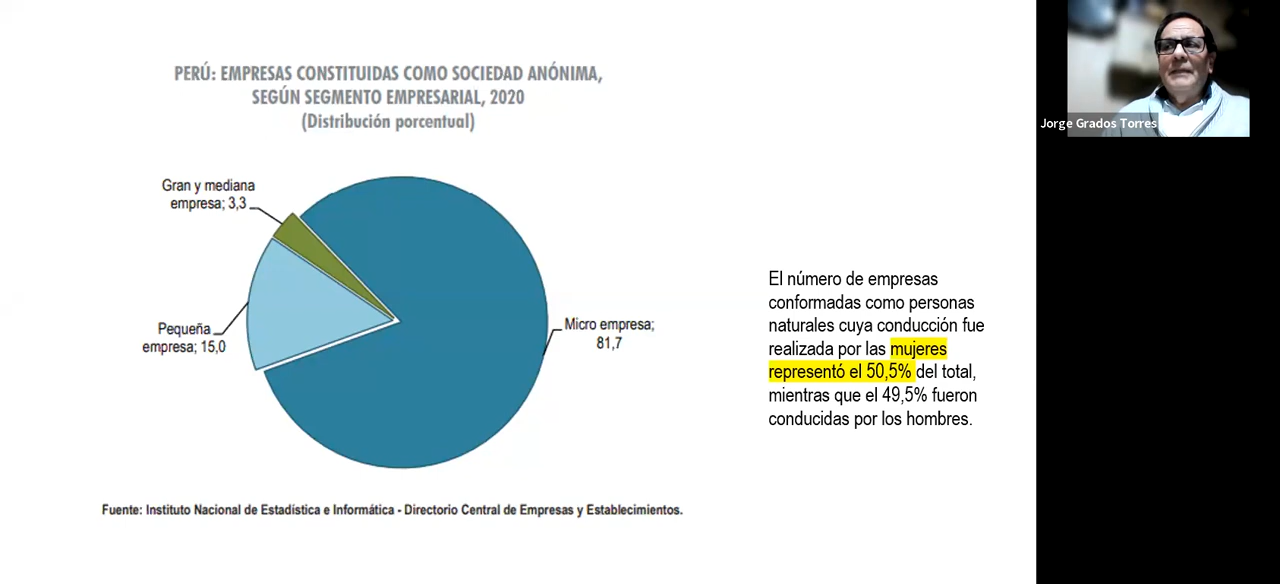 PERÚ: EMPRESAS CONSTITUIDAS COMO SOCIEDAD ANÓNIMA,
SEGÚN SEGMENTO EMPRESARIAL, 2020
(Distribución porcentual)
Gran y mediana
empresa; 3,3
Pequeña
empresa; 15,0
Micro empresa;
81,7
Fuente: Instituto Nacional de Estadística e Informática - Directorio Central de Empresas y Establecimientos.
El número de empresas
conformadas como personas
naturales cuya conducción fue
realizada por las mujeres
representó el 50,5% del total,
mientras que el 49,5% fueron
conducidas por los hombres.
Jorge Grados Torres